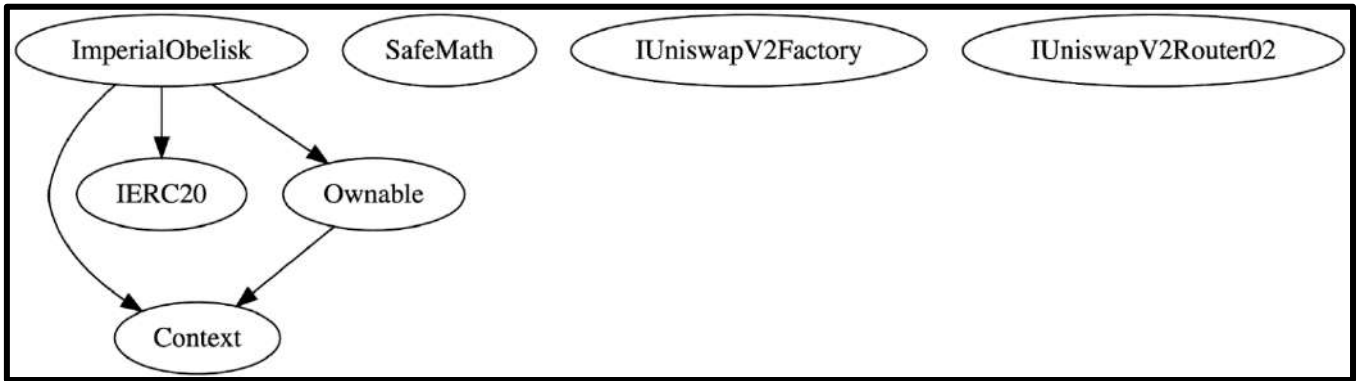 ImperialObelisk
SafeMath
IUniswapV2Factory
IUniswapV2Router02
IERC20
Ownable
Context